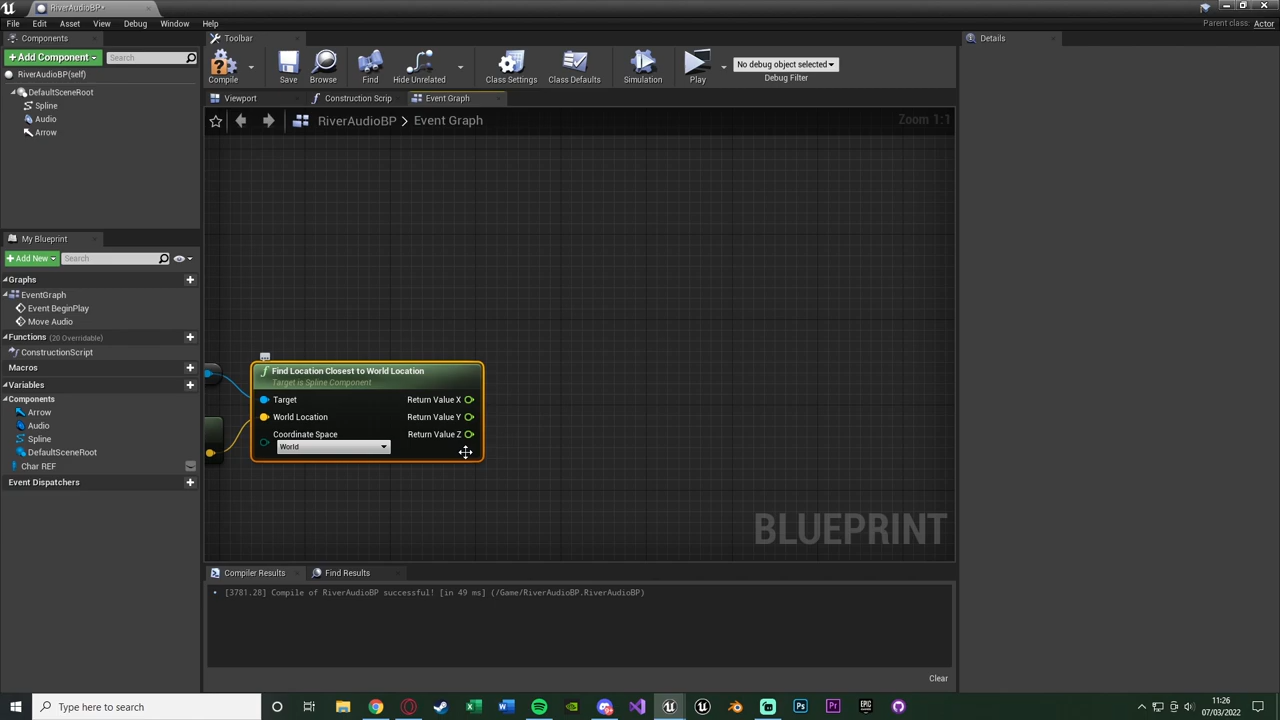 RiverAudioBP*
File Edit Asset View Debug Window Help
Parent class: Actor
Components
Toolbar
Details
+Add Component
Search
Compile
Save
Browse
Find
Hide Unrelated
Class Settings
Class Defaults
Simulation
Play
No debug object selected
Debug Filter
RiverAudioBP(self)
DefaultSceneRoot
Spline
Audio
Arrow
Viewport
Construction Scrip
Event Graph
RiverAudioBP > Event Graph
Zoom 1:1
My Blueprint
+Add New
Search
Graphs
EventGraph
Event BeginPlay
Move Audio
Functions (20 Overridable)
ConstructionScript
Macros
Variables
Components
Arrow
Audio
Spline
DefaultSceneRoot
Char REF
Event Dispatchers
Find Location Closest to World Location
Target is Spline Component
Target
Return Value X
World Location
Return Value Y
Coordinate Space
Return Value Z
World
BLUEPRINT
Compiler Results
Find Results
[3781.28] Compile of RiverAudioBP successful! [in 49 ms] (/Game/RiverAudioBP.RiverAudioBP)
Clear
Type here to search
11:26
07/03/2022